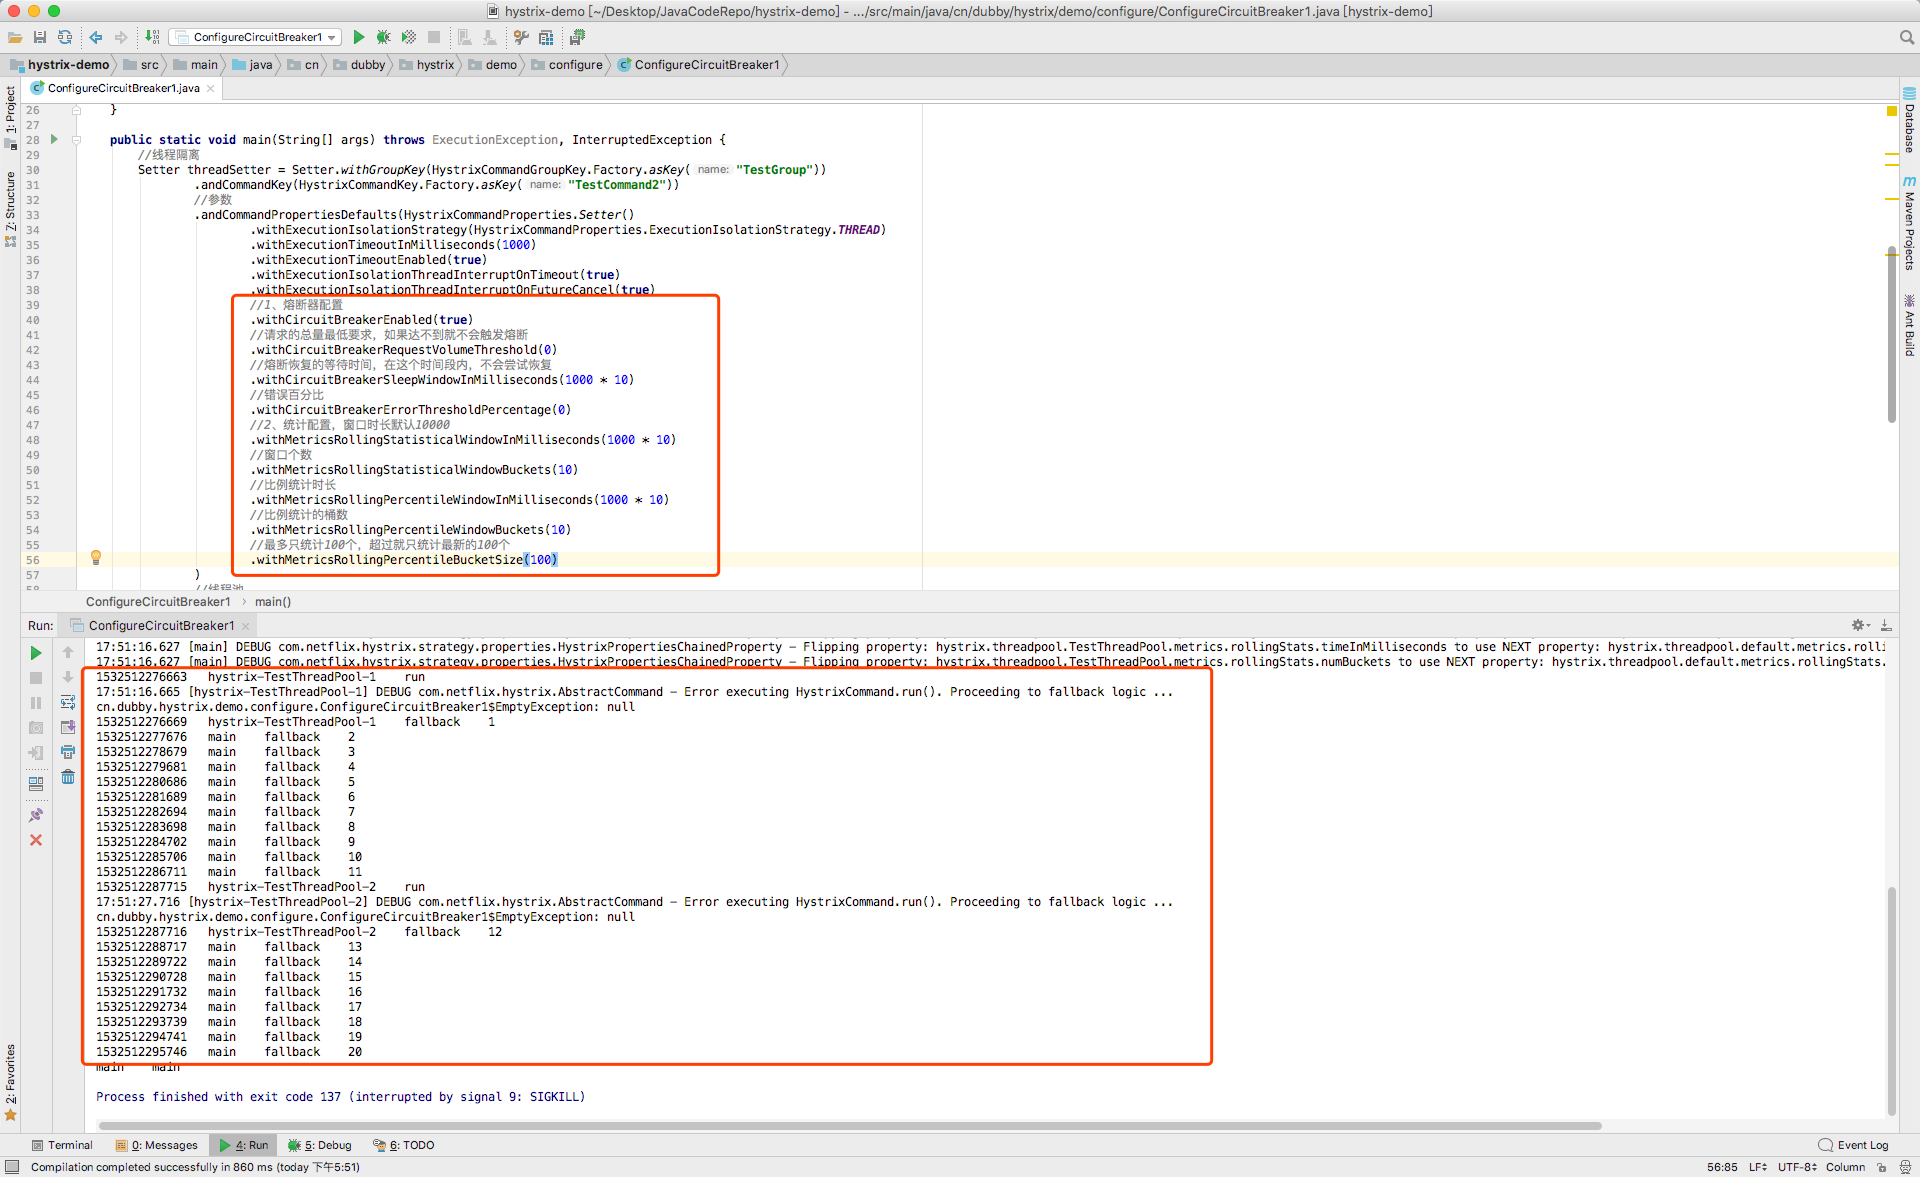 hystrix-demo [~/Desktop/JavaCodeRepo/hystrix-demo] - .../src/main/java/cn/dubby/hystrix/demo/configure/ConfigureCircuitBreaker1.java [hystrix-demo]
ConfigureCircuitBreaker1
hystrix-demo src main java cn dubby hystrix demo configure ConfigureCircuitBreaker1
ConfigureCircuitBreaker1.java
1: Project
Z: Structure
2: Favorites
Database
Maven Projects
Ant Build
26 }
27
28 public static void main(String[] args) throws ExecutionException, InterruptedException {
29 //线程隔离
30 Setter threadSetter = Setter.withGroupKey(HystrixCommandGroupKey.Factory.asKey( name: "TestGroup"))
31 .andCommandKey(HystrixCommandKey.Factory.asKey( name: "TestCommand2"))
32 //参数
33 .andCommandPropertiesDefaults(HystrixCommandProperties.Setter()
34 .withExecutionIsolationStrategy(HystrixCommandProperties.ExecutionIsolationStrategy.THREAD)
35 .withExecutionTimeoutInMilliseconds(1000)
36 .withExecutionTimeoutEnabled(true)
37 .withExecutionIsolationThreadInterruptOnTimeout(true)
38 .withExecutionIsolationThreadInterruptOnFutureCancel(true)
39 //1、熔断器配置
40 .withCircuitBreakerEnabled(true)
41 //请求的总量最低要求，如果达不到就不会触发熔断
42 .withCircuitBreakerRequestVolumeThreshold(0)
43 //熔断恢复的等待时间，在这个时间段内，不会尝试恢复
44 .withCircuitBreakerSleepWindowInMilliseconds(1000 * 10)
45 //错误百分比
46 .withCircuitBreakerErrorThresholdPercentage(0)
47 //2、统计配置，窗口时长默认10000
48 .withMetricsRollingStatisticalWindowInMilliseconds(1000 * 10)
49 //窗口个数
50 .withMetricsRollingStatisticalWindowBuckets(10)
51 //比例统计时长
52 .withMetricsRollingPercentileWindowInMilliseconds(1000 * 10)
53 //比例统计的桶数
54 .withMetricsRollingPercentileWindowBuckets(10)
55 //最多只统计100个，超过就只统计最新的100个
56 .withMetricsRollingPercentileBucketSize(100)
57 )
58 //线程池
ConfigureCircuitBreaker1 › main()
Run: ConfigureCircuitBreaker1
17:51:16.627 [main] DEBUG com.netflix.hystrix.strategy.properties.HystrixPropertiesChainedProperty - Flipping property: hystrix.threadpool.TestThreadPool.metrics.rollingStats.timeInMilliseconds to use NEXT property: hystrix.threadpool.default.metrics.rolli
17:51:16.627 [main] DEBUG com.netflix.hystrix.strategy.properties.HystrixPropertiesChainedProperty - Flipping property: hystrix.threadpool.TestThreadPool.metrics.rollingStats.numBuckets to use NEXT property: hystrix.threadpool.default.metrics.rollingStats.
1532512276663 hystrix-TestThreadPool-1 run
17:51:16.665 [hystrix-TestThreadPool-1] DEBUG com.netflix.hystrix.AbstractCommand - Error executing HystrixCommand.run(). Proceeding to fallback logic ...
cn.dubby.hystrix.demo.configure.ConfigureCircuitBreaker1$EmptyException: null
1532512276669 hystrix-TestThreadPool-1 fallback 1
1532512277676 main fallback 2
1532512278679 main fallback 3
1532512279681 main fallback 4
1532512280686 main fallback 5
1532512281689 main fallback 6
1532512282694 main fallback 7
1532512283698 main fallback 8
1532512284702 main fallback 9
1532512285706 main fallback 10
1532512286711 main fallback 11
1532512287715 hystrix-TestThreadPool-2 run
17:51:27.716 [hystrix-TestThreadPool-2] DEBUG com.netflix.hystrix.AbstractCommand - Error executing HystrixCommand.run(). Proceeding to fallback logic ...
cn.dubby.hystrix.demo.configure.ConfigureCircuitBreaker1$EmptyException: null
1532512287716 hystrix-TestThreadPool-2 fallback 12
1532512288717 main fallback 13
1532512289722 main fallback 14
1532512290728 main fallback 15
1532512291732 main fallback 16
1532512292734 main fallback 17
1532512293739 main fallback 18
1532512294741 main fallback 19
1532512295746 main fallback 20
main main
Process finished with exit code 137 (interrupted by signal 9: SIGKILL)
Terminal 0: Messages 4: Run 5: Debug 6: TODO Event Log
Compilation completed successfully in 860 ms (today 下午5:51) 56:85 LF UTF-8 Column